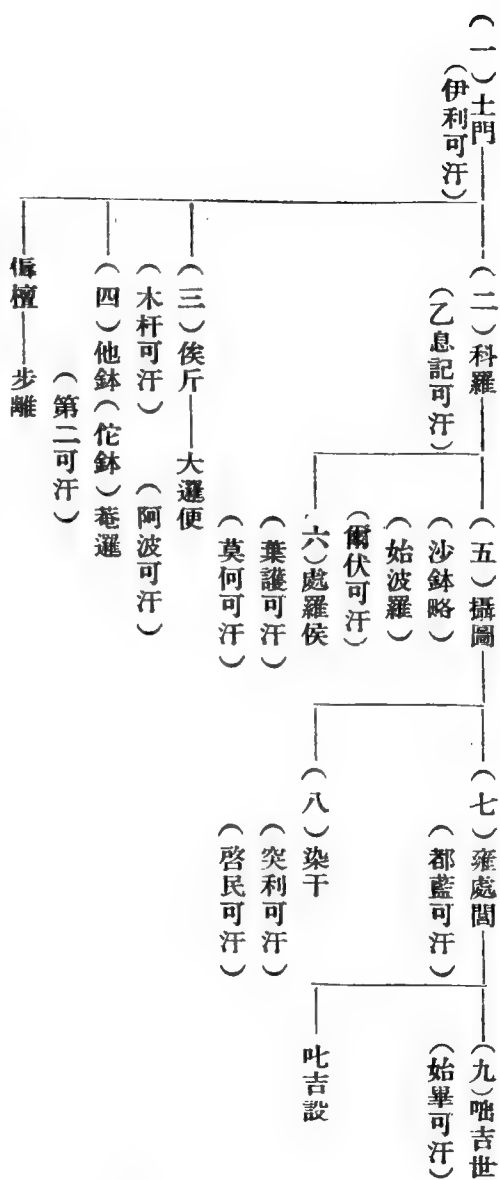 （一）土門
（伊利可汗）
（二）科羅
（乙息記可汗）
（三）俟斤
（木杆可汗）
大邏便
（阿波可汗）
（四）他鉢（佗鉢）菴邏
（第二可汗）
步離
（五）攝圖
（沙鉢略）
（始波羅）
（爾伏可汗）
六）處羅侯
（葉護可汗）
（莫何可汗）
（七）雍處閭
（都藍可汗）
（八）染干
（突利可汗）
（啓民可汗）
（九）咄吉世
（始畢可汗）
叱吉設